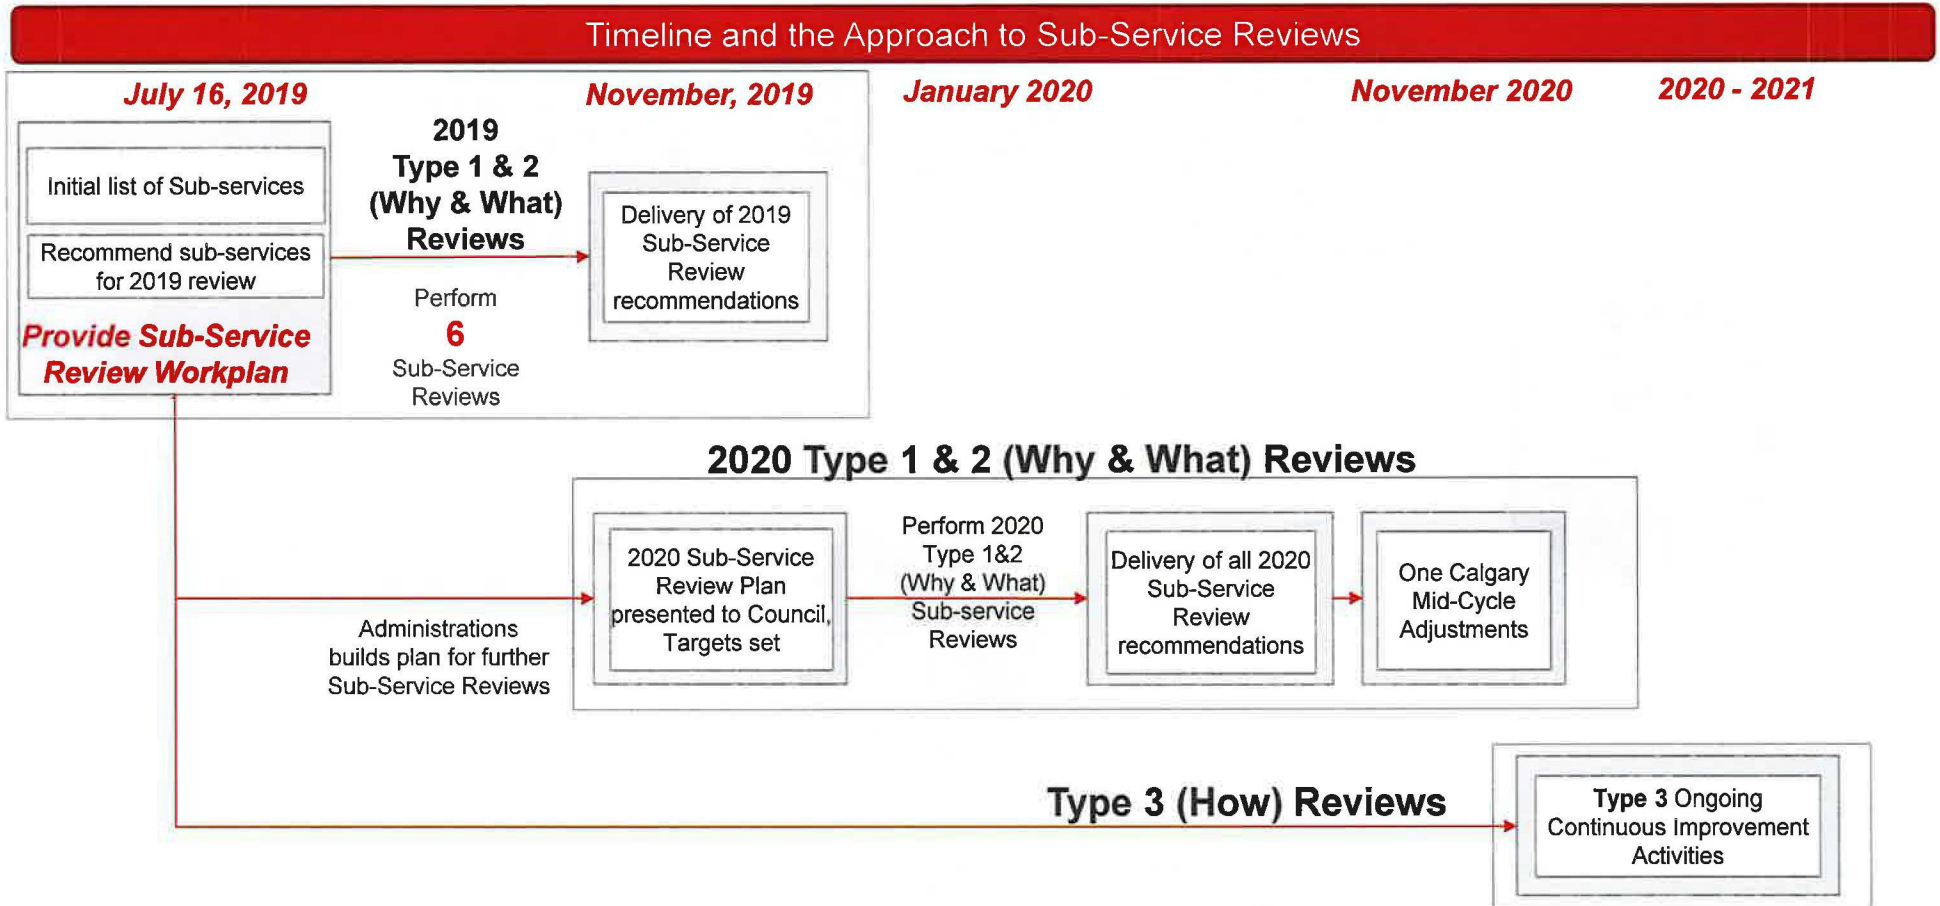 Timeline and the Approach to Sub-Service Reviews
July 16, 2019
November, 2019
January 2020
November 2020
2020 - 2021
Initial list of Sub-services
Recommend sub-services
for 2019 review
Provide Sub-Service
Review Workplan
2019
Type 1 & 2
(Why & What)
Reviews
Perform
6
Sub-Service
Reviews
Delivery of 2019
Sub-Service
Review
recommendations
2020 Type 1 & 2 (Why & What) Reviews
Administrations
builds plan for further
Sub-Service Reviews
2020 Sub-Service
Review Plan
presented to Council,
Targets set
Perform 2020
Type 1&2
(Why & What)
Sub-service
Reviews
Delivery of all 2020
Sub-Service
Review
recommendations
One Calgary
Mid-Cycle
Adjustments
Type 3 (How) Reviews
Type 3 Ongoing
Continuous Improvement
Activities